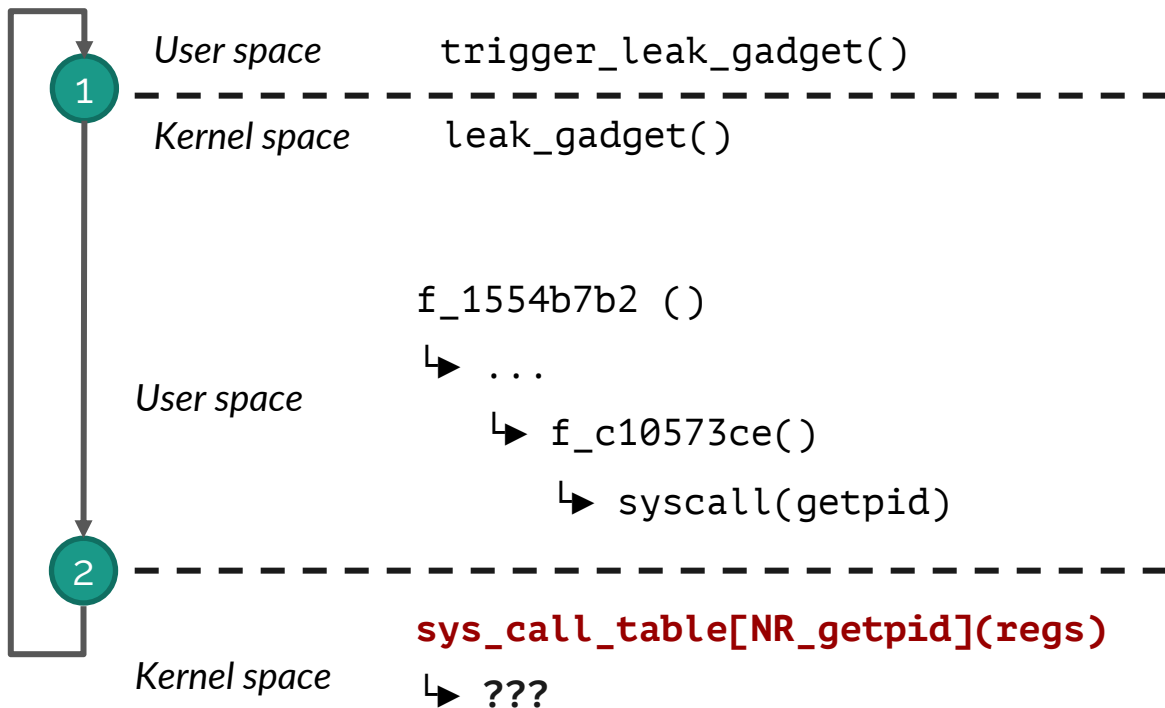 User space trigger_leak_gadget()
1
Kernel space leak_gadget()
f_1554b7b2 ()
...
User space
f_c10573ce()
syscall(getpid)
2
sys_call_table[NR_getpid](regs)
Kernel space
???